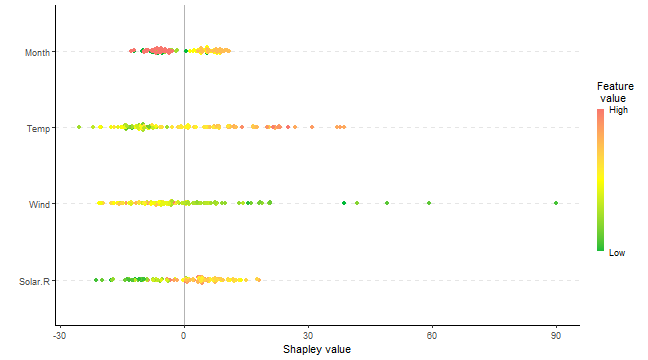 Month
Temp
Wind
Solar.R
-30
0
30
60
90
Shapley value
Feature
value
High
Low